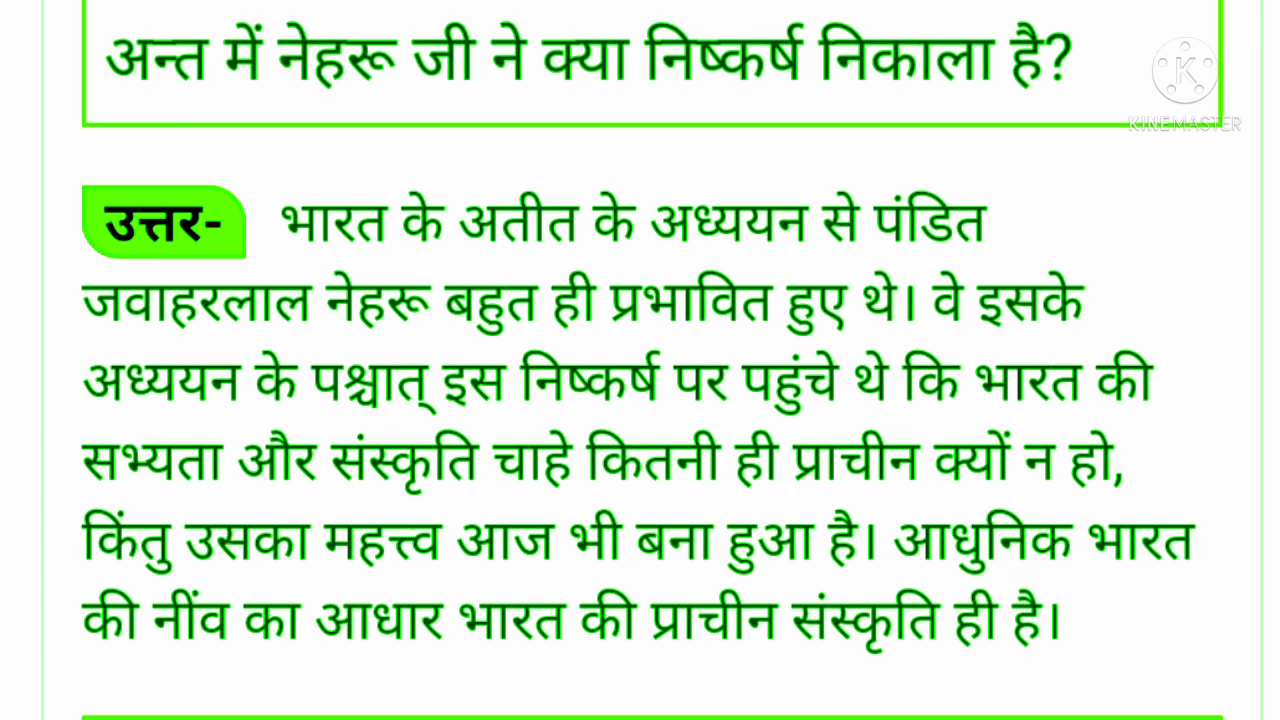 अन्त में नेहरू जी ने क्या निष्कर्ष निकाला है?
K
KINEMASTER
उत्तर- भारत के अतीत के अध्ययन से पंडित
जवाहरलाल नेहरू बहुत ही प्रभावित हुए थे। वे इसके
अध्ययन के पश्चात् इस निष्कर्ष पर पहुंचे थे कि भारत की
सभ्यता और संस्कृति चाहे कितनी ही प्राचीन क्यों न हो,
किंतु उसका महत्त्व आज भी बना हुआ है। आधुनिक भारत
की नींव का आधार भारत की प्राचीन संस्कृति ही है।